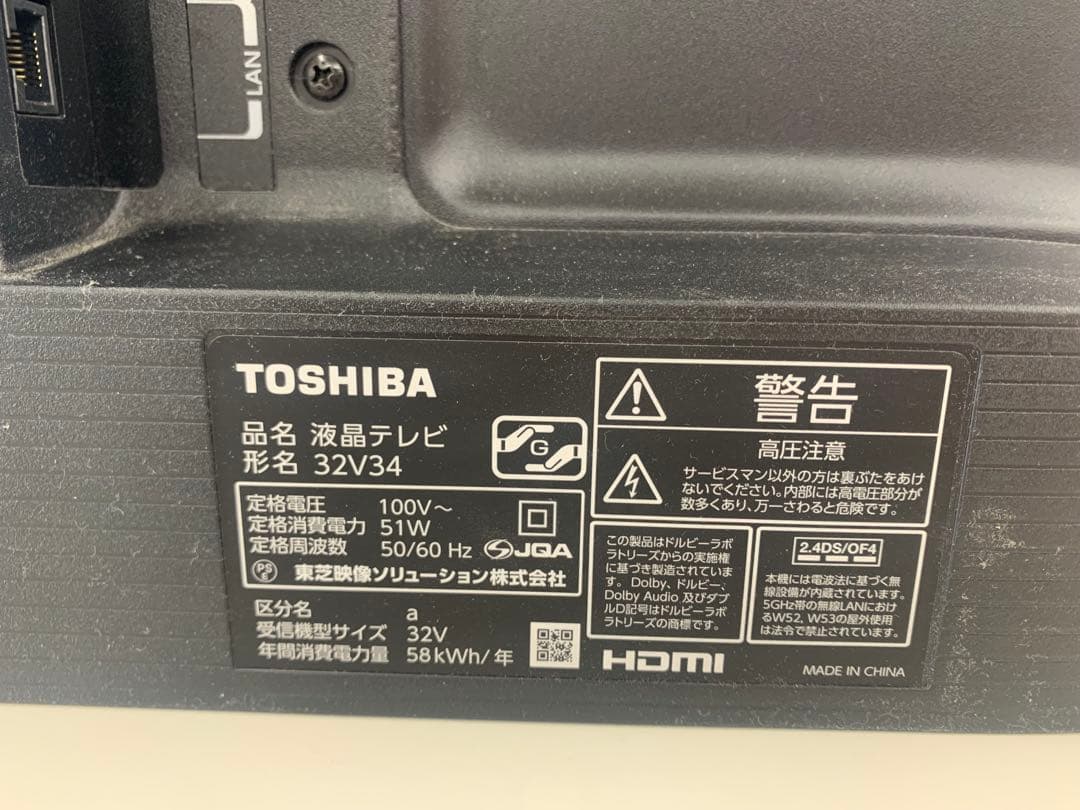 LAN
TOSHIBA
品名 液晶テレビ
形名 32V34
G
定格電圧 100V～
定格消費電力 51W
定格周波数 50/60 Hz
JQA
PS
E
東芝映像ソリューション株式会社
区分名 a
受信機型サイズ 32V
年間消費電力量 58kWh/年
警告
高圧注意
サービスマン以外の方は裏ぶたをあけ
ないでください。内部には高電圧部分が
数多くあり、万一さわると危険です。
この製品はドルビーラボ
ラトリーズからの実施権
に基づき製造されていま
す。Dolby、ドルビー、
Dolby Audio 及びダブ
ルD記号はドルビーラボ
ラトリーズの商標です。
2.4DS/OF4
本機には電波法に基づく無
線設備が内蔵されています。
5GHz帯の無線LANにおけ
るW52、W53の屋外使用
は法令で禁止されています。
HDMI
MADE IN CHINA